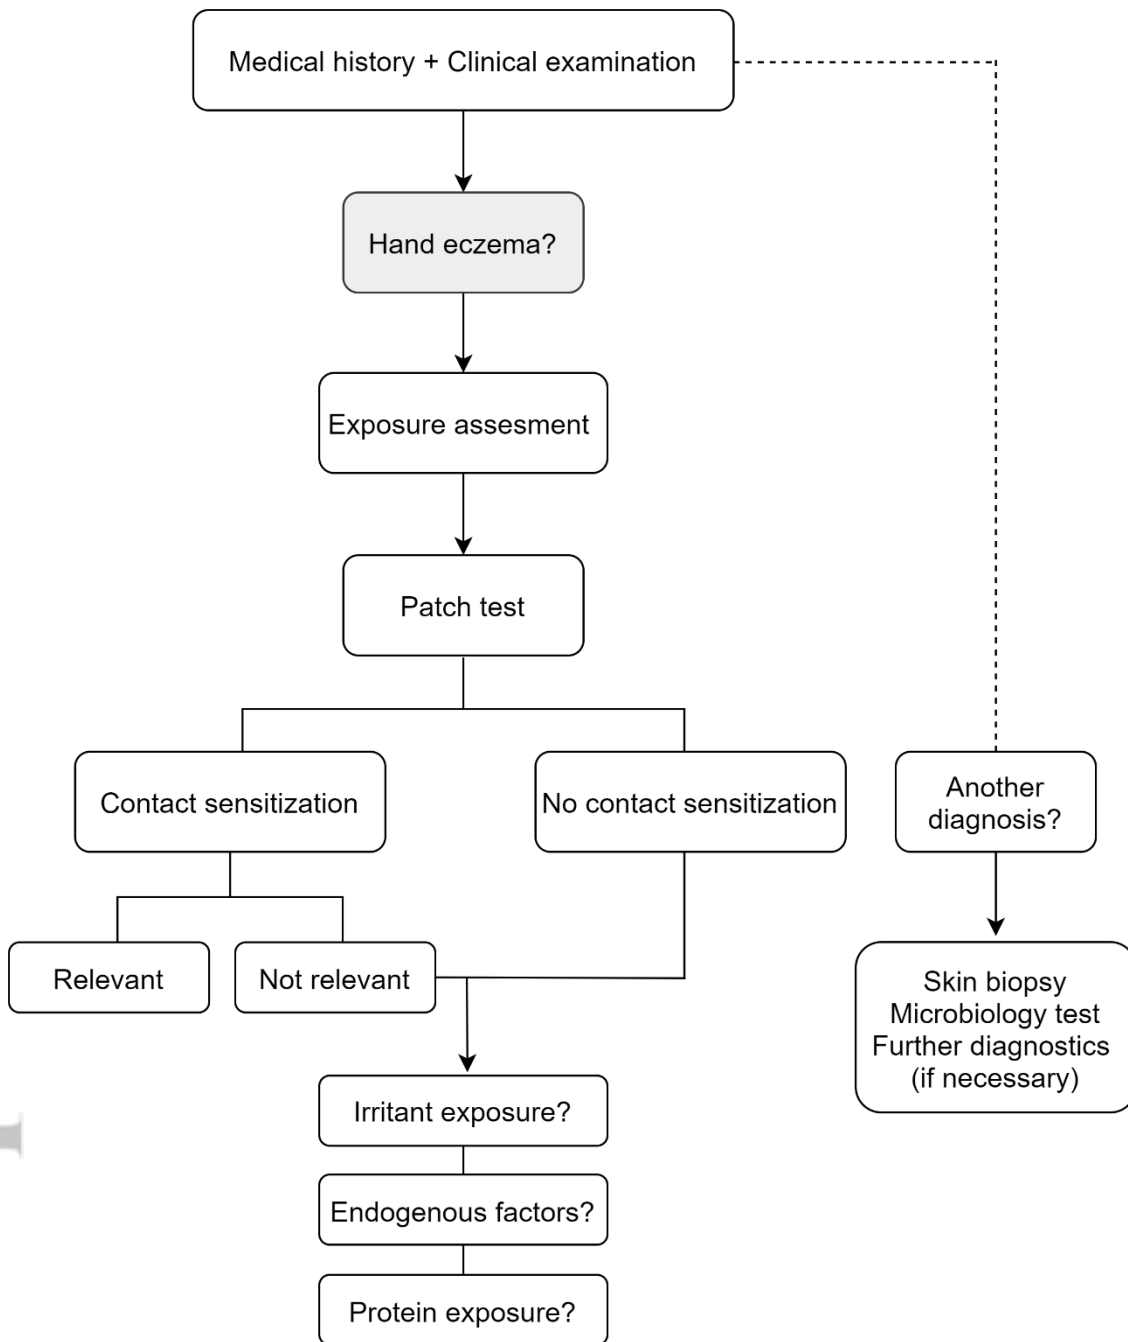 Medical history + Clinical examination
Hand eczema?
Exposure assesment
Patch test
Contact sensitization
No contact sensitization
Another
diagnosis?
Relevant
Not relevant
Skin biopsy
Microbiology test
Further diagnostics
(if necessary)
Irritant exposure?
Endogenous factors?
Protein exposure?